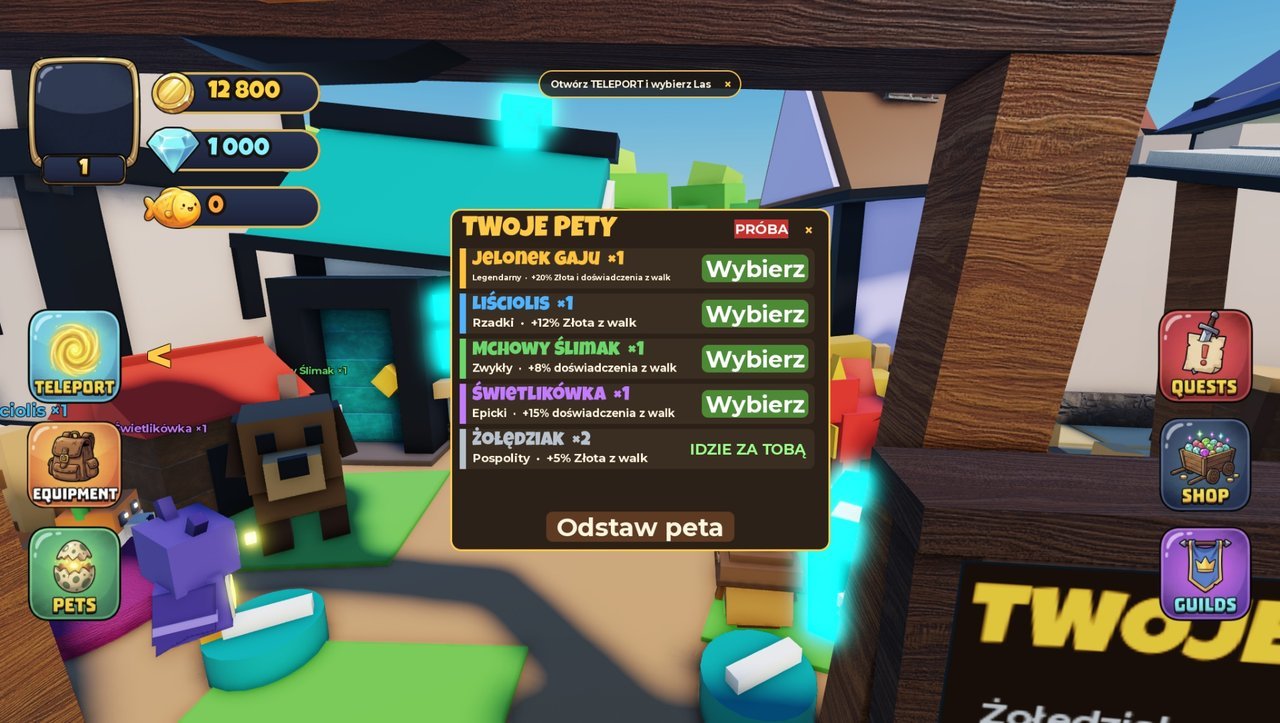 12 800
Otwórz TELEPORT i wybierz Las ×
1 000
1
0
TWOJE PETY
PRÓBA ×
Jelonek Gaju ×1
Legendarny · +20% Złota i doświadczenia z walk
Wybierz
Liściolis ×1
Rzadki · +12% Złota z walk
Wybierz
Mchowy Ślimak ×1
Zwykły · +8% doświadczenia z walk
Wybierz
Świetlikówka ×1
Epicki · +15% doświadczenia z walk
Wybierz
Żołędziak ×2
Pospolity · +5% Złota z walk
IDZIE ZA TOBĄ
Odstaw peta
TELEPORT
<
Ślimak ×1
ciolis ×1
Świetlikówka ×1
EQUIPMENT
PETS
QUESTS
SHOP
GUILDS
TWOJE
Żołędziak